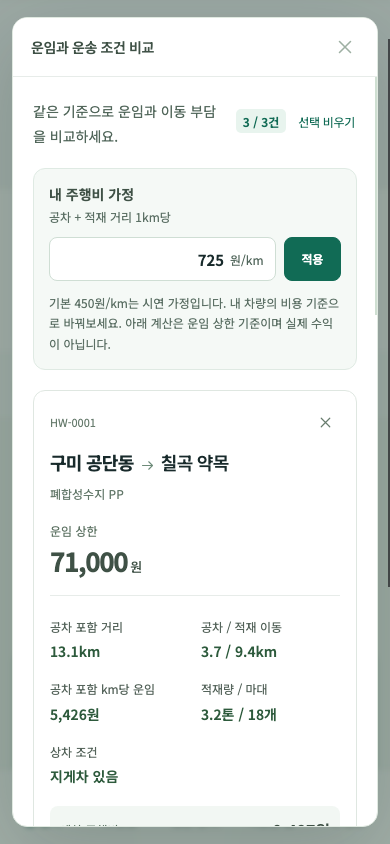 운임과 운송 조건 비교
같은 기준으로 운임과 이동 부담
을 비교하세요.
3 / 3건
선택 비우기
내 주행비 가정
공차 + 적재 거리 1km당
725 원/km
적용
기본 450원/km는 시연 가정입니다. 내 차량의 비용 기준으
로 바꿔보세요. 아래 계산은 운임 상한 기준이며 실제 수익
이 아닙니다.
HW-0001
구미 공단동 → 칠곡 약목
폐합성수지 PP
운임 상한
71,000원
공차 포함 거리
공차 / 적재 이동
13.1km
3.7 / 9.4km
공차 포함 km당 운임
적재량 / 마대
5,426원
3.2톤 / 18개
상차 조건
지게차 있음